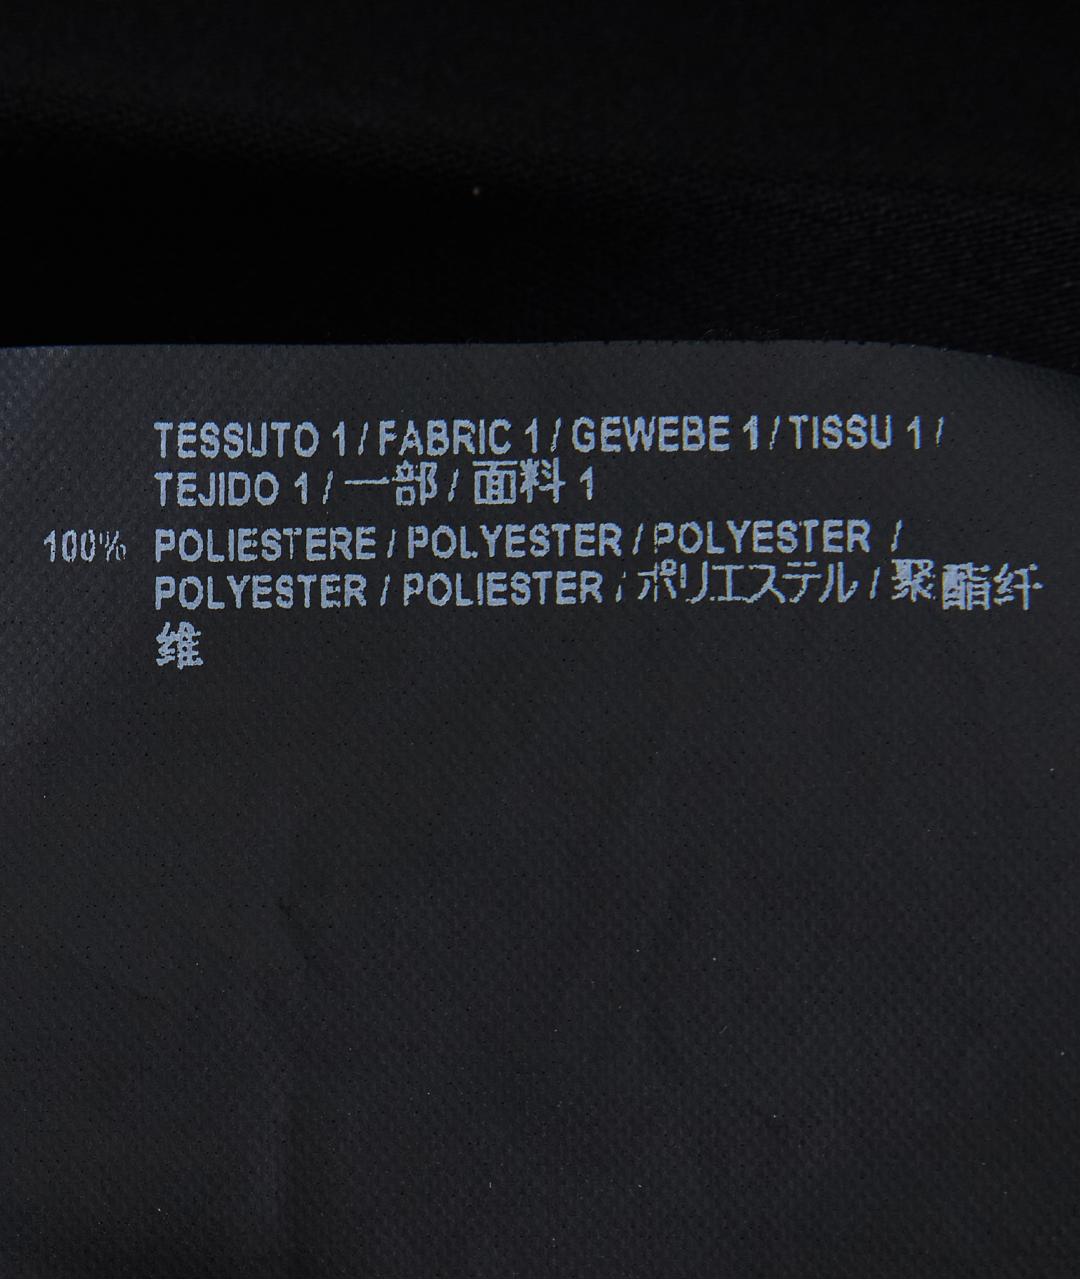 TESSUTO 1 / FABRIC 1 / GEWEBE 1 / TISSU 1 /
TEJIDO 1 / 一部 / 面料 1
100% POLIESTERE / POLYESTER / POLYESTER /
POLYESTER / POLIESTER / ポリエステル / 聚酯纤
维